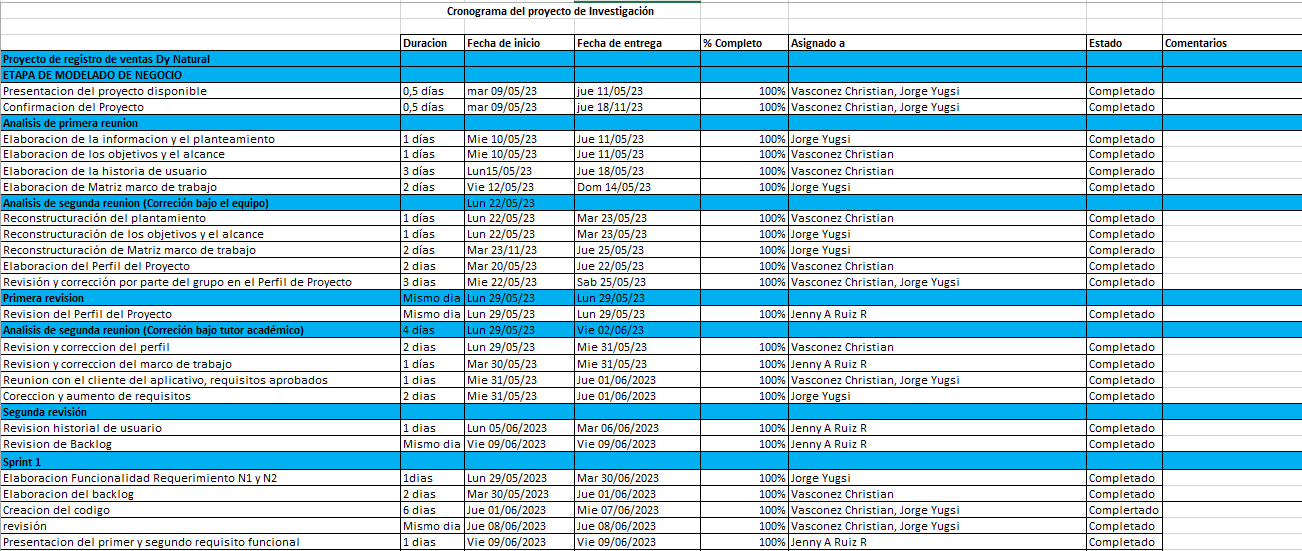 Cronograma del proyecto de Investigación
Duracion Fecha de inicio Fecha de entrega % Completo Asignado a Estado Comentarios
Proyecto de registro de ventas Dy Natural
ETAPA DE MODELADO DE NEGOCIO
Presentacion del proyecto disponible 0,5 días mar 09/05/23 jue 11/05/23 100% Vasconez Christian, Jorge Yugsi Completado
Confirmacion del Proyecto 0,5 días mar 09/05/23 jue 18/11/23 100% Vasconez Christian, Jorge Yugsi Completado
Analisis de primera reunion
Elaboracion de la informacion y el planteamiento 1 días Mie 10/05/23 Jue 11/05/23 100% Jorge Yugsi Completado
Elaboracion de los objetivos y el alcance 1 días Mie 10/05/23 Jue 11/05/23 100% Vasconez Christian Completado
Elaboracion de la historia de usuario 3 días Lun15/05/23 Jue 18/05/23 100% Vasconez Christian Complerado
Elaboracion de Matriz marco de trabajo 2 días Vie 12/05/23 Dom 14/05/23 100% Jorge Yugsi Completado
Analisis de segunda reunion (Correción bajo el equipo) Lun 22/05/23
Reconstructuración del plantamiento 1 días Lun 22/05/23 Mar 23/05/23 100% Vasconez Christian Completado
Reconstructuración de los objetivos y el alcance 1 días Lun 22/05/23 Mar 23/05/23 100% Jorge Yugsi Completado
Reconstructuración de Matriz marco de trabajo 2 días Mar 23/11/23 Jue 25/05/23 100% Jorge Yugsi Complerado
Elaboracion del Perfil del Proyecto 2 dias Mar 20/05/23 Jue 22/05/23 100% Vasconez Christian Completado
Revisión y corrección por parte del grupo en el Perfil de Proyecto 3 dias Mie 22/05/23 Sab 25/05/23 100% Vasconez Christian, Jorge Yugsi Completado
Primera revision Mismo dia Lun 29/05/23 Lun 29/05/23
Revision del Perfil del Proyecto Mismo dia Lun 29/05/23 Lun 29/05/23 100% Jenny A Ruiz R Completado
Analisis de segunda reunion (Correción bajo tutor académico) 4 días Lun 29/05/23 Vie 02/06/23
Revision y correccion del perfil 2 dias Lun 29/05/23 Mie 31/05/23 100% Vasconez Christian Completado
Revision y correccion del marco de trabajo 1 días Mar 30/05/23 Mie 31/05/23 100% Jenny A Ruiz R Completado
Reunion con el cliente del aplicativo, requisitos aprobados 1 dias Mie 31/05/23 Jue 01/06/2023 100% Vasconez Christian, Jorge Yugsi Completado
Coreccion y aumento de requisitos 2 dias Mie 31/05/23 Jue 01/06/2023 100% Jorge Yugsi Completado
Segunda revisión
Revision historial de usuario 1 dias Lun 05/06/2023 Mar 06/06/2023 100% Jenny A Ruiz R Completado
Revision de Backlog Mismo dia Vie 09/06/2023 Vie 09/06/2023 100% Jenny A Ruiz R Completado
Sprint 1
Elaboracion Funcionalidad Requerimiento N1 y N2 1dias Lun 29/05/2023 Mar 30/06/2023 100% Jorge Yugsi Completado
Elaboracion del backlog 2 dias Mar 30/05/2023 Jue 01/06/2023 100% Vasconez Christian Completado
Creacion del codigo 6 dias Jue 01/06/2023 Mie 07/06/2023 100% Vasconez Christian, Jorge Yugsi Complertado
revisión Mismo dia Jue 08/06/2023 Jue 08/06/2023 100% Vasconez Christian, Jorge Yugsi Completado
Presentacion del primer y segundo requisito funcional 1 dias Vie 09/06/2023 Vie 09/06/2023 100% Jenny A Ruiz R Completado